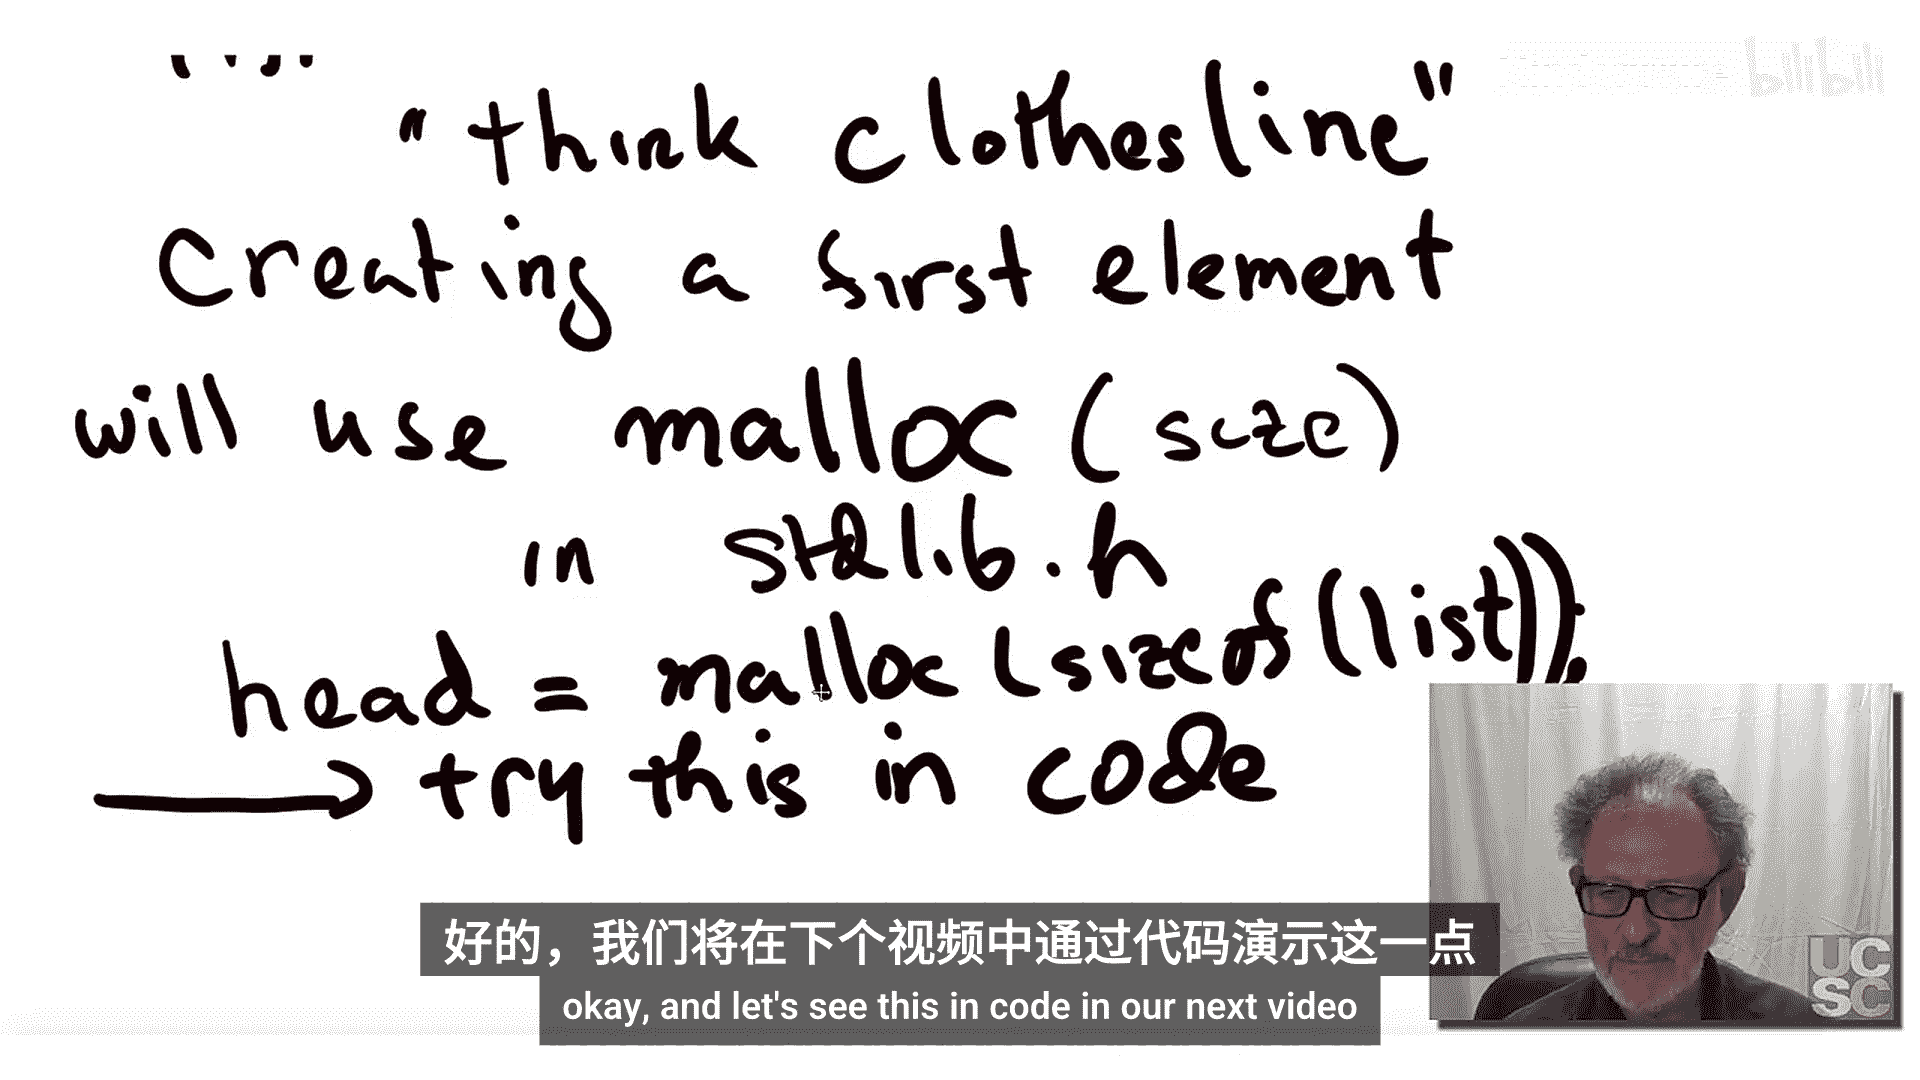 bilibili
"think clothesline"
Creating a first element
will use malloc (size)
in stdlib.h
head = malloc (sizeof (list));
→ try this in code
UC
SC
好的，我们将在下个视频中通过代码演示这一点
okay, and let's see this in code in our next video